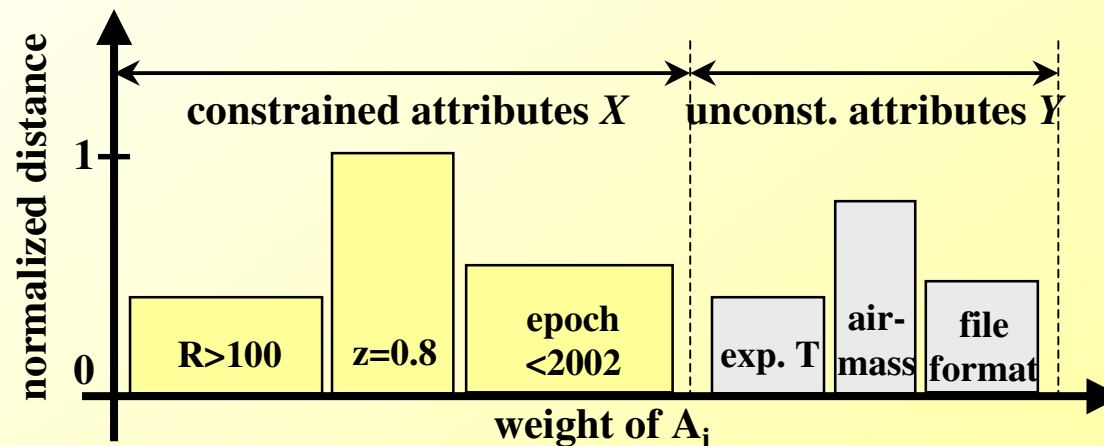 normalized distance
constrained attributes X
unconst. attributes Y
1
0
R>100
z=0.8
epoch
<2002
exp. T
air-
mass
file
format
weight of Ai